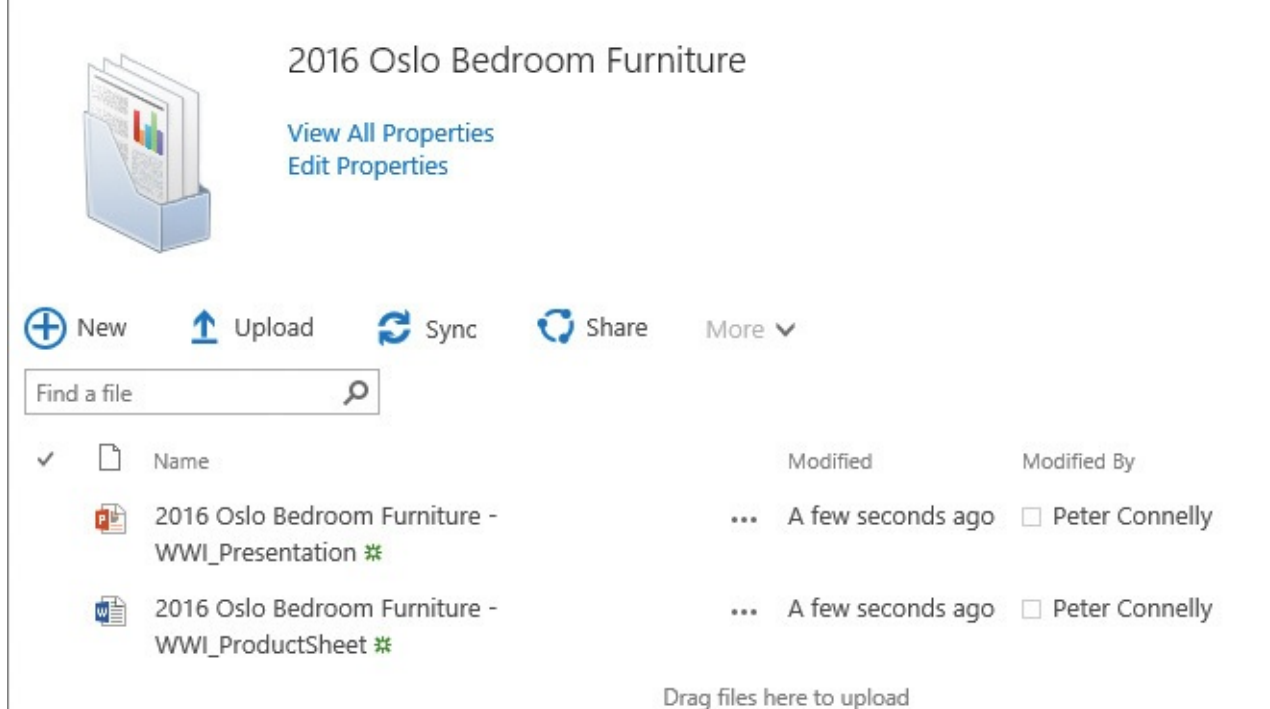 2016 Oslo Bedroom Furniture
View All Properties
Edit Properties
New Upload Sync Share More
Find a file
Name Modified Modified By
2016 Oslo Bedroom Furniture -
WWI_Presentation
... A few seconds ago Peter Connelly
2016 Oslo Bedroom Furniture -
WWI_ProductSheet
... A few seconds ago Peter Connelly
Drag files here to upload